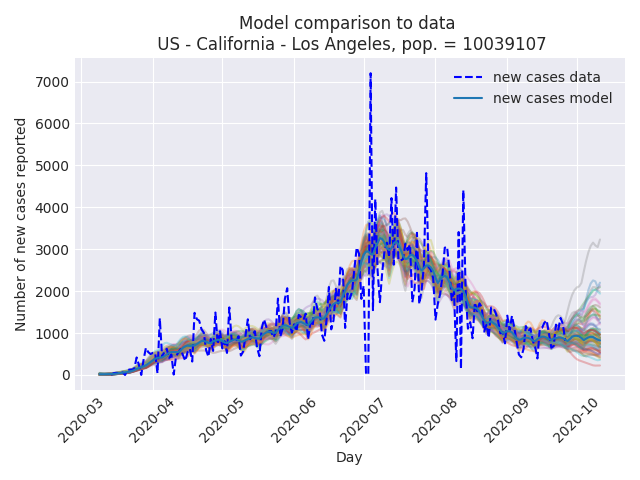 Model comparison to data
US - California - Los Angeles, pop. = 10039107
new cases data
new cases model
Number of new cases reported
7000
6000
5000
4000
3000
2000
1000
0
2020-03
2020-04
2020-05
2020-06
2020-07
2020-08
2020-09
2020-10
Day